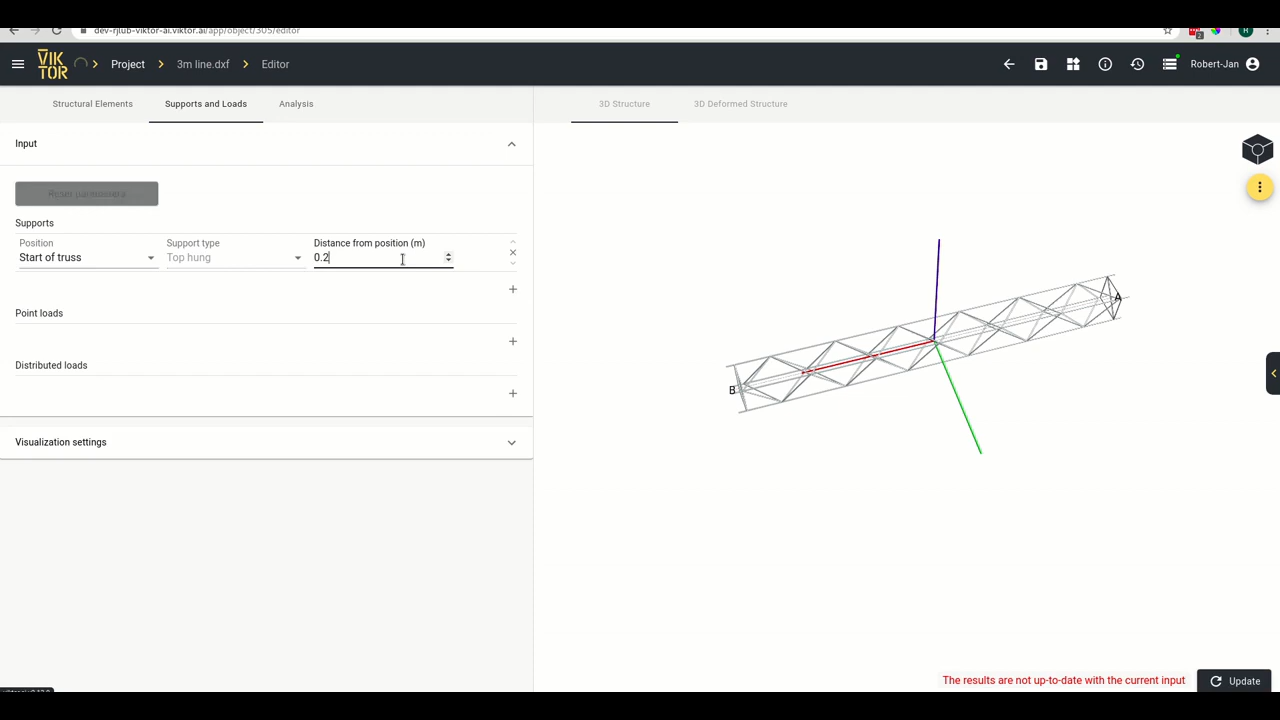 dev-rjlub-viktor-ai.viktor.ai/app/object/305/editor
VIK
TOR
Project
3m line.dxf
Editor
Robert-Jan
Structural Elements
Supports and Loads
Analysis
3D Structure
3D Deformed Structure
Input
Supports
Position
Support type
Distance from position (m)
Start of truss
Top hung
0.2
Point loads
Distributed loads
Visualization settings
A
B
The results are not up-to-date with the current input
Update